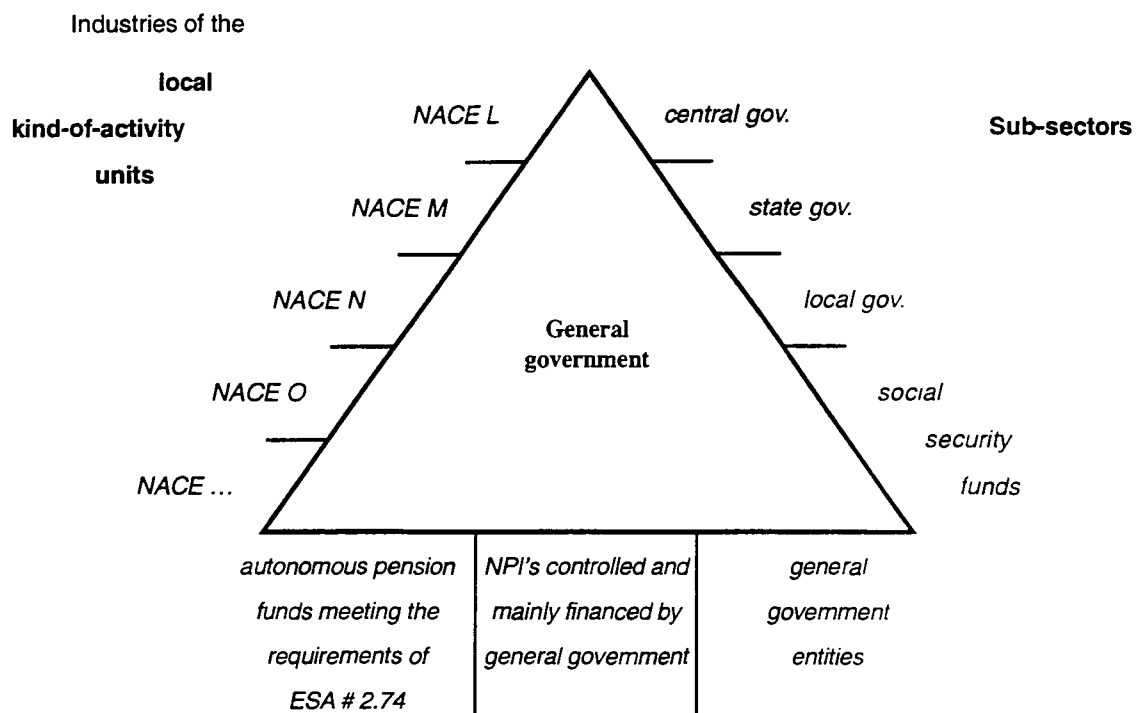 Industries of the
local
kind-of-activity
units
NACE L
central gov.
Sub-sectors
NACE M
state gov.
NACE N
local gov.
General
government
NACE O
social
security
funds
NACE ...
autonomous pension
funds meeting the
requirements of
ESA # 2.74
NPI's controlled and
mainly financed by
general government
general
government
entities